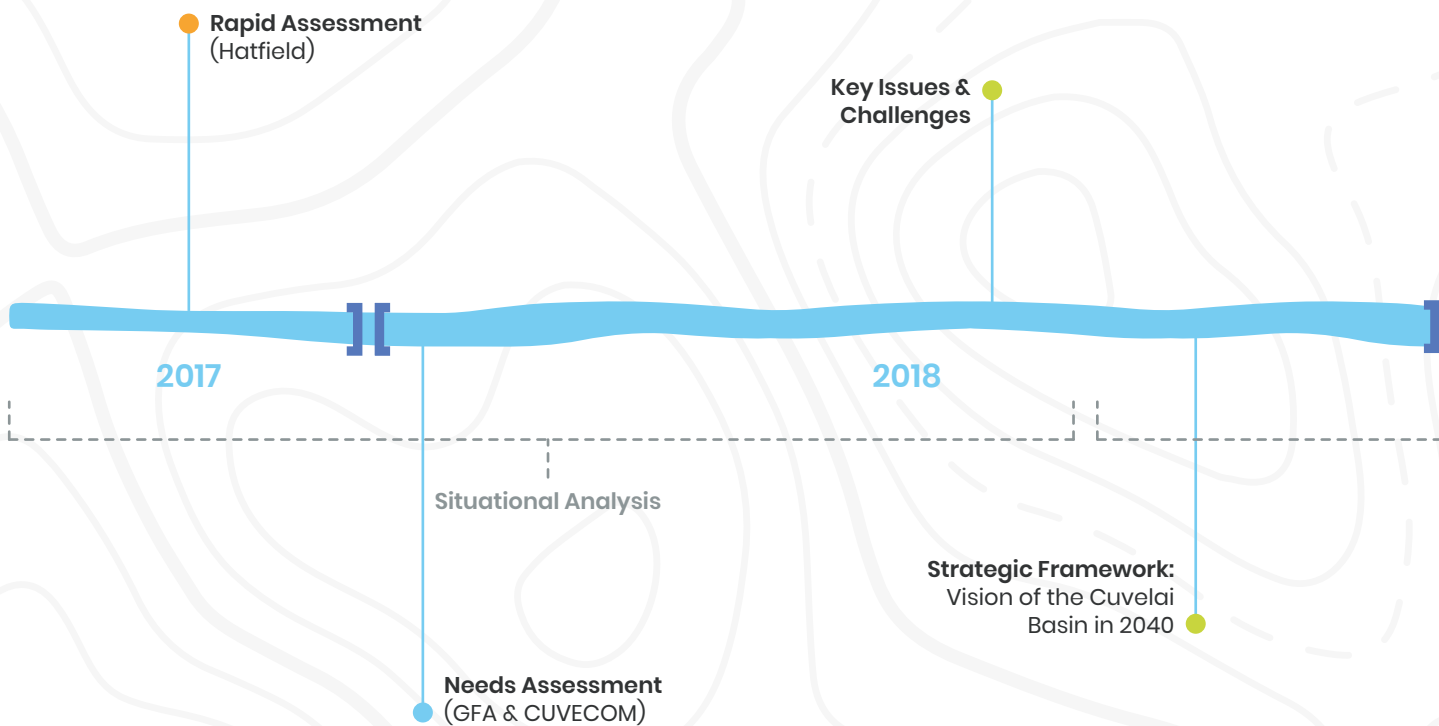 Rapid Assessment
(Hatfield)
Key Issues &
Challenges
2017
2018
Situational Analysis
Strategic Framework:
Vision of the Cuvelai
Basin in 2040
Needs Assessment
(GFA & CUVECOM)